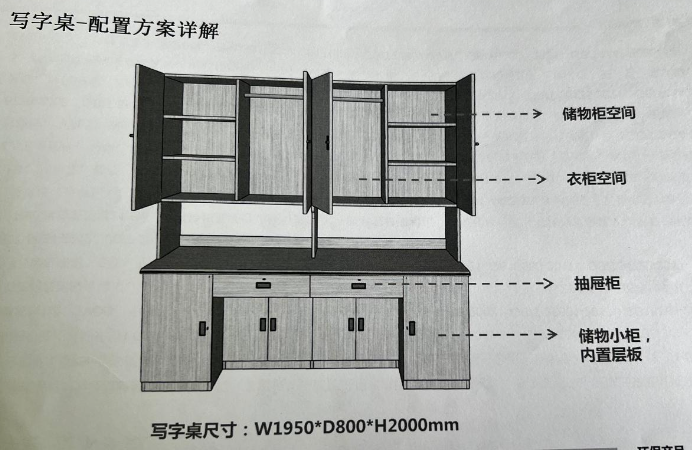 写字桌-配置方案详解
储物柜空间
衣柜空间
抽屉柜
储物小柜，
内置层板
写字桌尺寸：W1950*D800*H2000mm